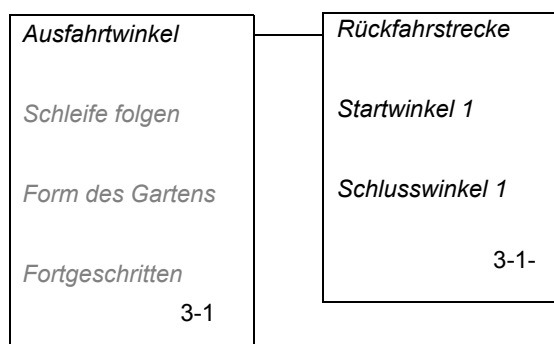 Ausfahrtwinkel
Schleife folgen
Form des Gartens
Fortgeschritten
3-1
Rückfahrstrecke
Startwinkel 1
Schlusswinkel 1
3-1-